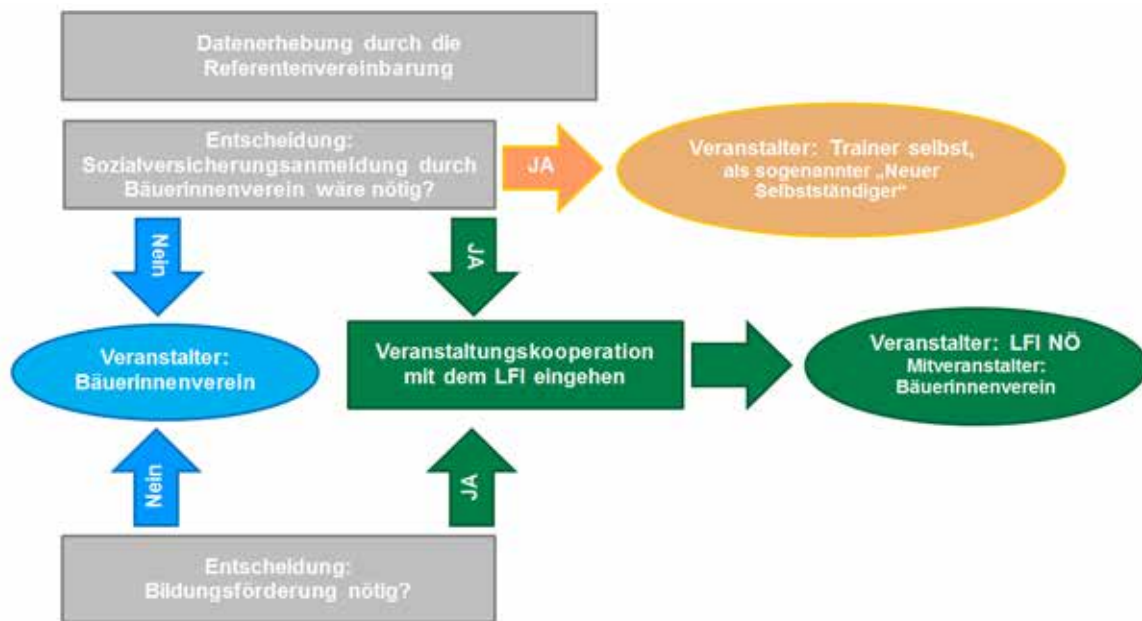 Datenerhebung durch die
Referentenvereinbarung
Entscheidung:
Sozialversicherungsanmeldung durch
Bäuerinnenverein wäre nötig?
JA
Veranstalter: Trainer selbst,
als sogenannter „Neuer
Selbstständiger“
Nein
JA
Veranstalter:
Bäuerinnenverein
Veranstaltungskooperation
mit dem LFI eingehen
Veranstalter: LFI NÖ
Mitveranstalter:
Bäuerinnenverein
Nein
JA
Entscheidung:
Bildungsförderung nötig?